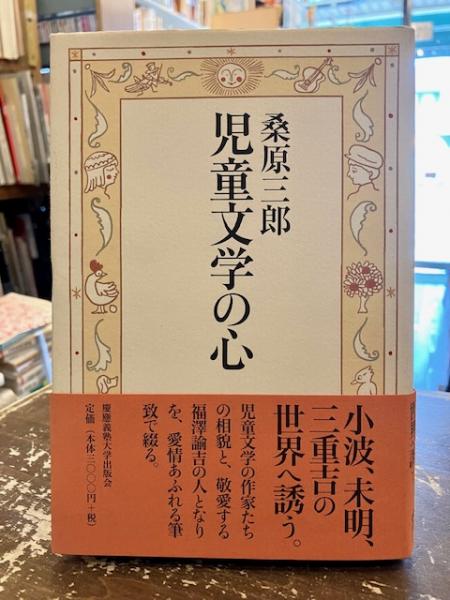 桑原三郎
児童文学の心
小波、未明、
三重吉の
世界へ誘う。
児童文学の作家たち
の相貌と、敬愛する
福澤諭吉の人となり
を、愛情あふれる筆
致で綴る。
慶應義塾大学出版会
定価（本体三〇〇〇円+税）